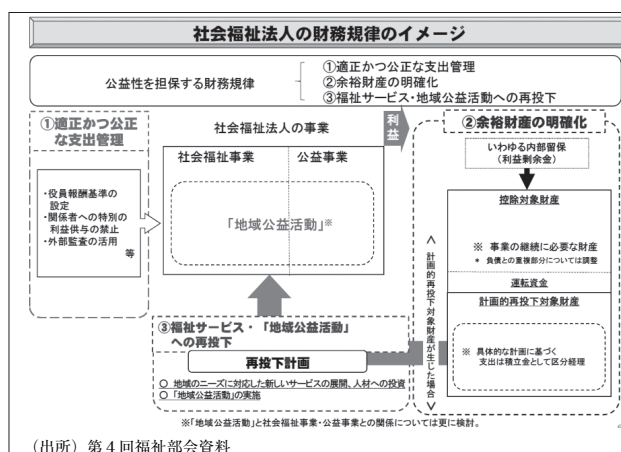 社会福祉法人の財務規律のイメージ
公益性を担保する財務規律
①適正かつ公正な支出管理
②余裕財産の明確化
③福祉サービス・地域公益活動への再投下
①適正かつ公正
な支出管理
・役員報酬基準の
設定
・関係者への特別の
利益供与の禁止
・外部監査の活用
等
社会福祉法人の事業
社会福祉事業
公益事業
「地域公益活動」※
利益
②余裕財産の明確化
いわゆる内部留保
（利益剰余金）
控除対象財産
※ 事業の継続に必要な財産
* 負債との重複部分については調整
運転資金
計画的再投下対象財産
※ 具体的な計画に基づく
支出は積立金として区分経理
＜計画的再投下対象財産が生じた場合＞
③福祉サービス・「地域公益活動」
への再投下
再投下計画
○ 地域のニーズに対応した新しいサービスの展開、人材への投資
○ 「地域公益活動」の実施
※「地域公益活動」と社会福祉事業・公益事業との関係については更に検討。
（出所）第４回福祉部会資料